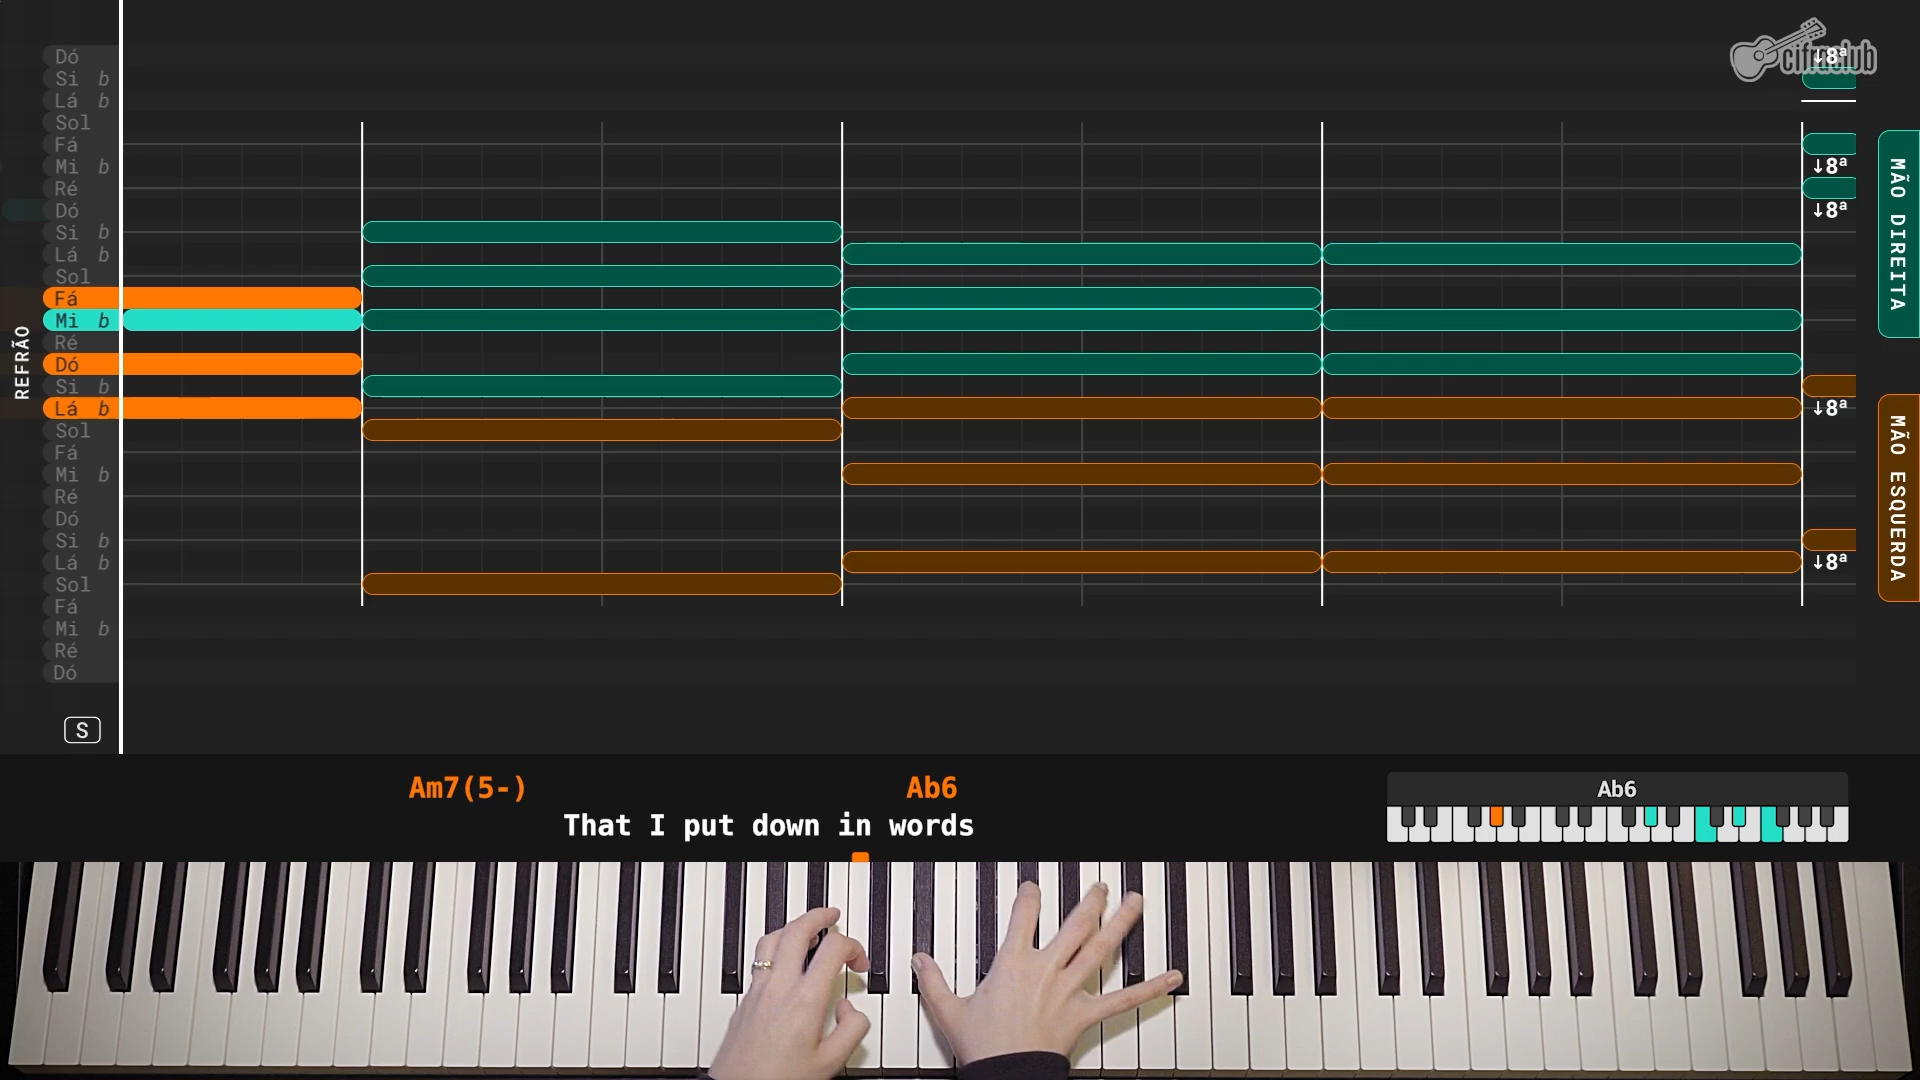 cifraclub
Dó
Si b
Lá b
Sol
Fá
Mi b
Ré
Dó
Si b
Lá b
Sol
Fá
Mi b
Ré
Dó
Si b
Lá b
Sol
Fá
Mi b
Ré
Dó
Si b
Lá b
Sol
Fá
Mi b
Ré
Dó
REFRÃO
S
↓8ª
↓8ª
↓8ª
↓8ª
↓8ª
MÃO DIREITA
MÃO ESQUERDA
Am7(5-) Ab6
That I put down in words
Ab6